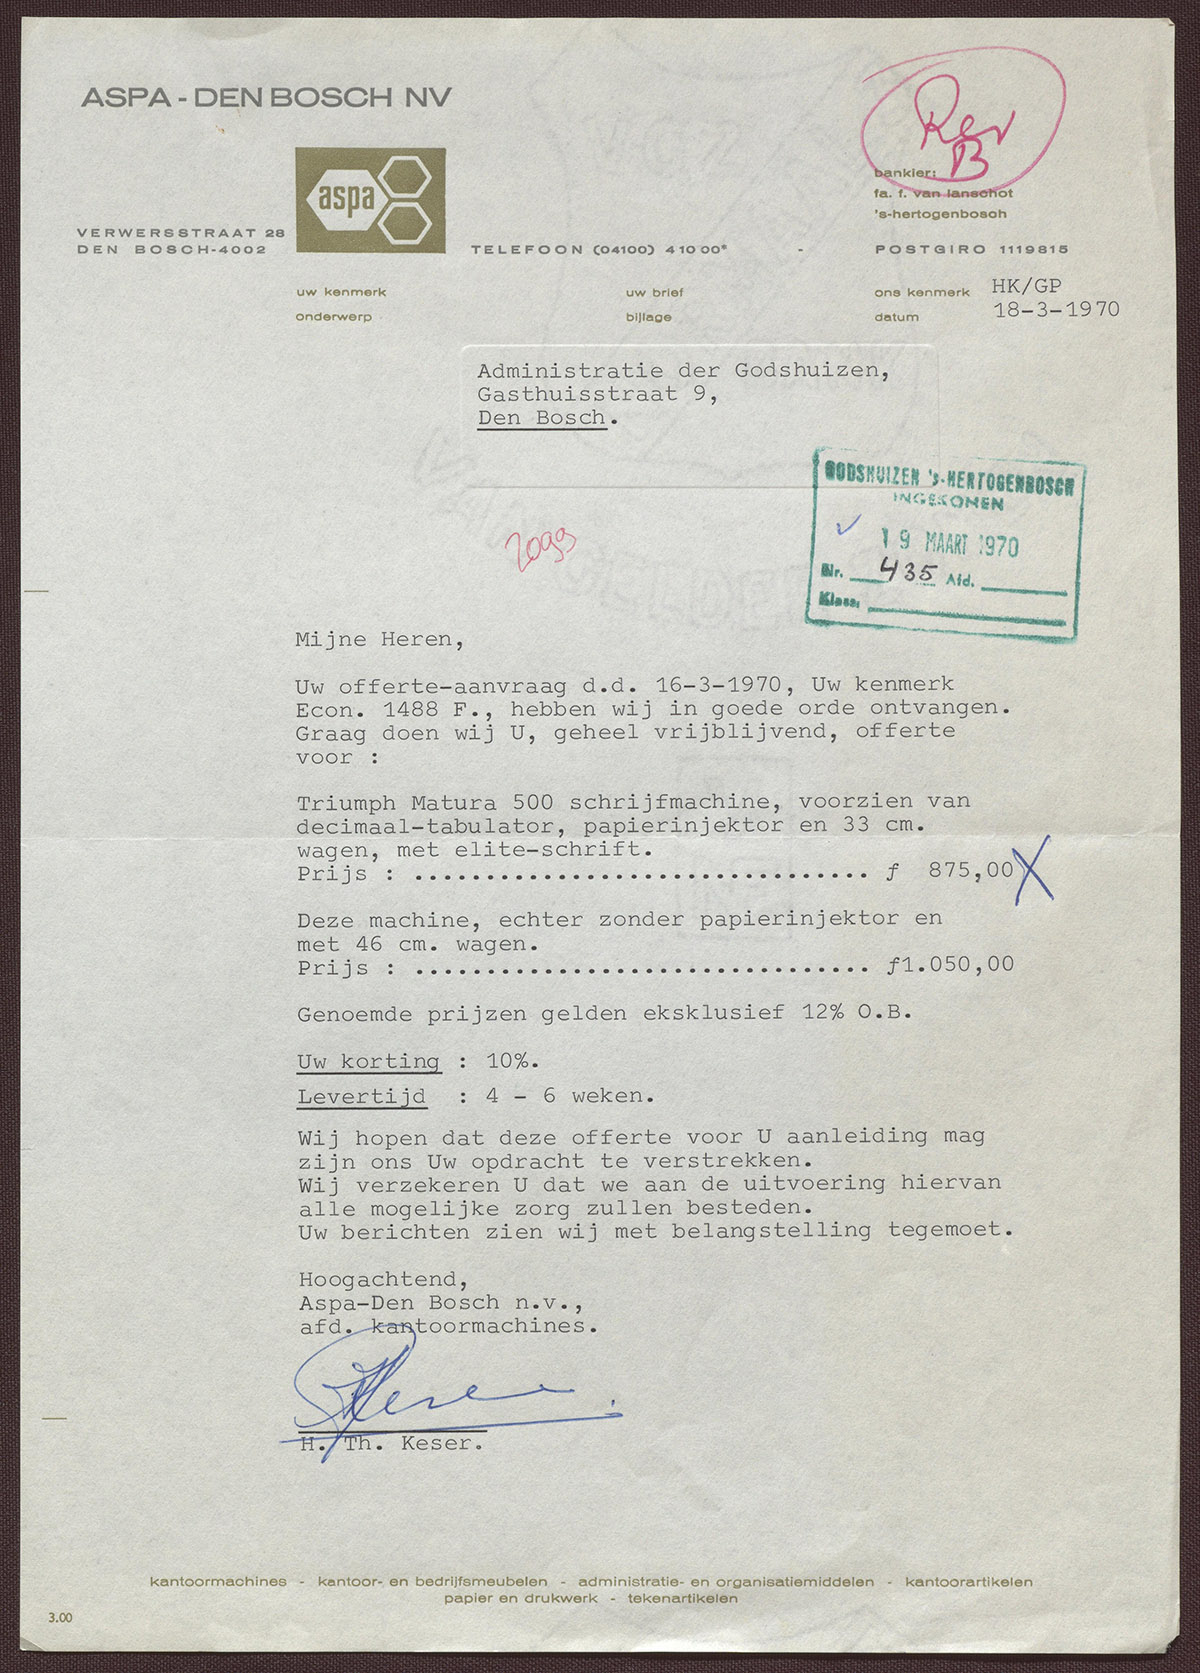 ASPA - DEN BOSCH NV
Rev
B
aspa
bankier:
fa. f. van lanschot
's-hertogenbosch
VERWERSSTRAAT 28
DEN BOSCH-4002
TELEFOON (04100) 41000* -
POSTGIRO 1119815
uw kenmerk
uw brief
ons kenmerk HK/GP
onderwerp
bijlage
datum 18-3-1970
Administratie der Godshuizen,
Gasthuisstraat 9,
Den Bosch.
GODSHUIZEN 's-HERTOGENBOSCH
INGEKOMEN
19 MAART 1970
Nr. 435 Afd.
Klass:
2099
Mijne Heren,
Uw offerte-aanvraag d.d. 16-3-1970, Uw kenmerk
Econ. 1488 F., hebben wij in goede orde ontvangen.
Graag doen wij U, geheel vrijblijvend, offerte
voor :
Triumph Matura 500 schrijfmachine, voorzien van
decimaal-tabulator, papierinjektor en 33 cm.
wagen, met elite-schrift.
Prijs : ................................ ƒ 875,00 X
Deze machine, echter zonder papierinjektor en
met 46 cm. wagen.
Prijs : ................................ ƒ1.050,00
Genoemde prijzen gelden eksklusief 12% O.B.
Uw korting : 10%.
Levertijd : 4 - 6 weken.
Wij hopen dat deze offerte voor U aanleiding mag
zijn ons Uw opdracht te verstrekken.
Wij verzekeren U dat we aan de uitvoering hiervan
alle mogelijke zorg zullen besteden.
Uw berichten zien wij met belangstelling tegemoet.
Hoogachtend,
Aspa-Den Bosch n.v.,
afd. kantoormachines.
H. Th. Keser.
kantoormachines - kantoor- en bedrijfsmeubelen - administratie- en organisatiemiddelen - kantoorartikelen
papier en drukwerk - tekenartikelen
3.00